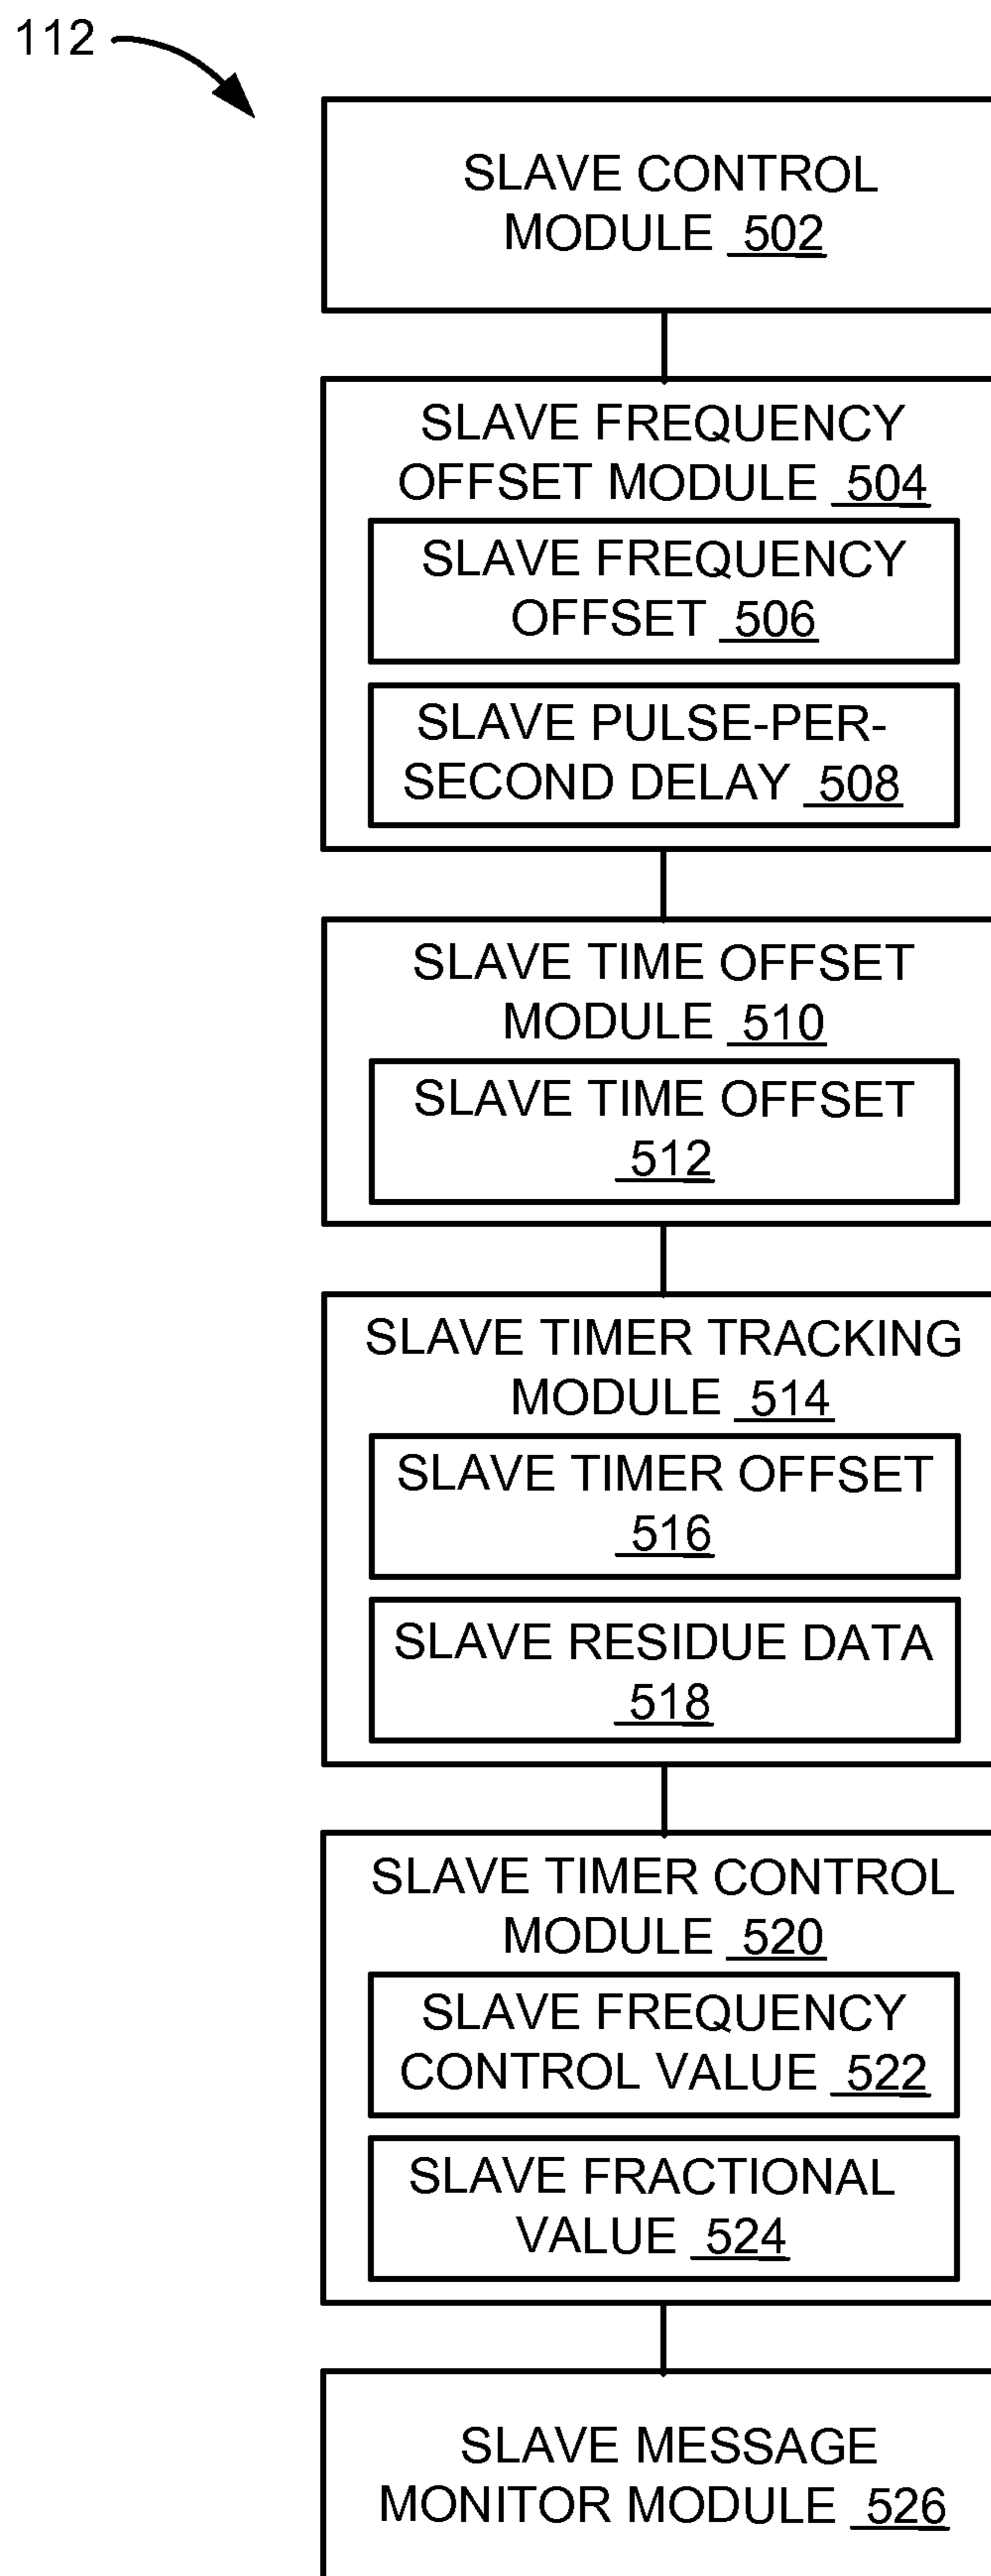 112
SLAVE CONTROL
MODULE 502
SLAVE FREQUENCY
OFFSET MODULE 504
SLAVE FREQUENCY
OFFSET 506
SLAVE PULSE-PER-
SECOND DELAY 508
SLAVE TIME OFFSET
MODULE 510
SLAVE TIME OFFSET
512
SLAVE TIMER TRACKING
MODULE 514
SLAVE TIMER OFFSET
516
SLAVE RESIDUE DATA
518
SLAVE TIMER CONTROL
MODULE 520
SLAVE FREQUENCY
CONTROL VALUE 522
SLAVE FRACTIONAL
VALUE 524
SLAVE MESSAGE
MONITOR MODULE 526